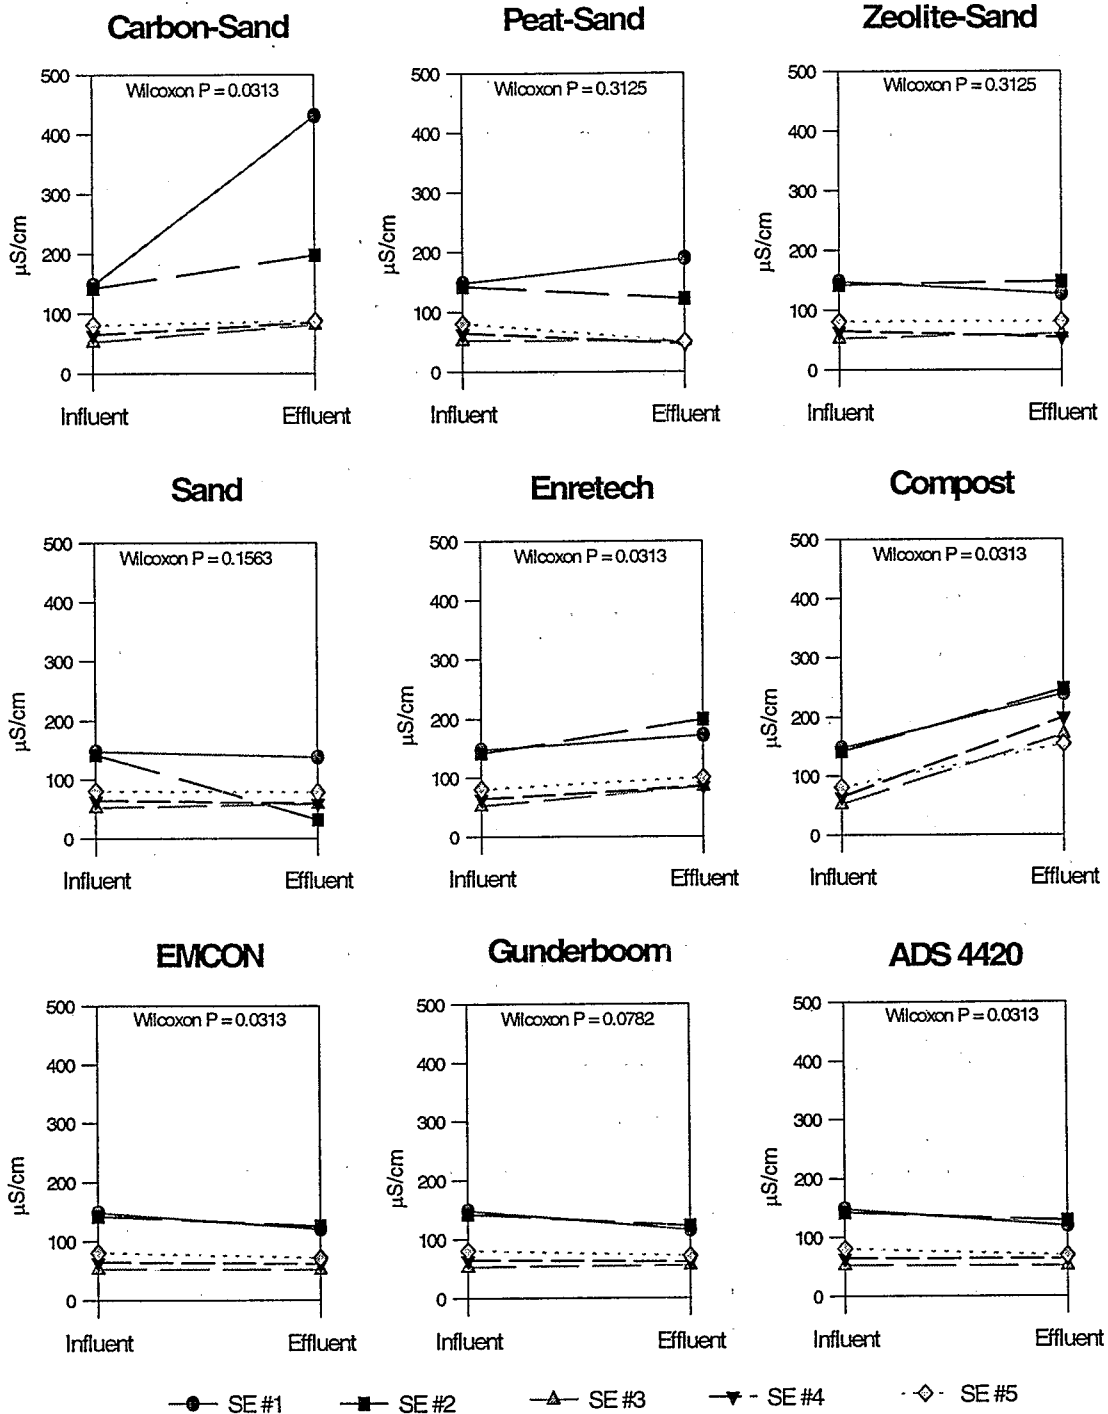 Carbon-Sand
Peat-Sand
Zeolite-Sand
500
Wilcoxon P = 0.0313
400
300
200
100
0
µS/cm
Influent
Effluent
500
Wilcoxon P = 0.3125
400
300
200
100
0
µS/cm
Influent
Effluent
500
Wilcoxon P = 0.3125
400
300
200
100
0
µS/cm
Influent
Effluent
Sand
Enretech
Compost
500
Wilcoxon P = 0.1563
400
300
200
100
0
µS/cm
Influent
Effluent
500
Wilcoxon P = 0.0313
400
300
200
100
0
µS/cm
Influent
Effluent
500
Wilcoxon P = 0.0313
400
300
200
100
0
µS/cm
Influent
Effluent
EMCON
Gunderboom
ADS 4420
500
Wilcoxon P = 0.0313
400
300
200
100
0
µS/cm
Influent
Effluent
500
Wilcoxon P = 0.0782
400
300
200
100
0
µS/cm
Influent
Effluent
500
Wilcoxon P = 0.0313
400
300
200
100
0
µS/cm
Influent
Effluent
SE #1
SE #2
SE #3
SE #4
SE #5